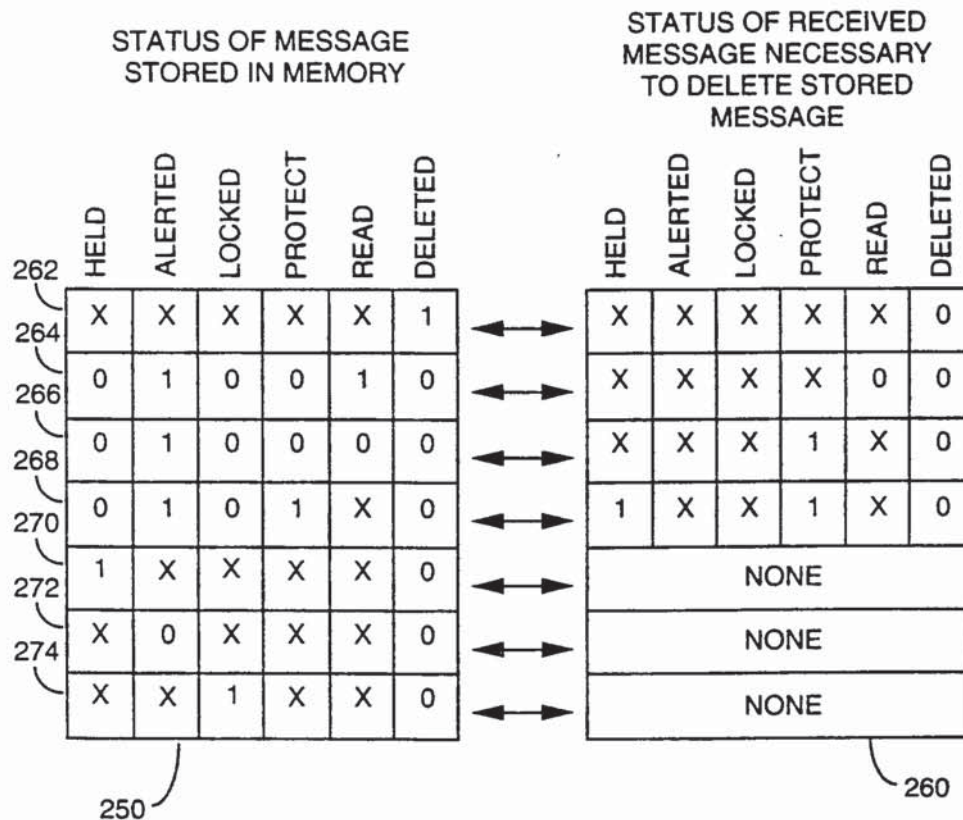 STATUS OF MESSAGE
STORED IN MEMORY
STATUS OF RECEIVED
MESSAGE NECESSARY
TO DELETE STORED
MESSAGE
HELD ALERTED LOCKED PROTECT READ DELETED
HELD ALERTED LOCKED PROTECT READ DELETED
262
X X X X X 1 X X X X X 0
264
0 1 0 0 1 0 X X X X 0 0
266
0 1 0 0 0 0 X X X 1 X 0
268
0 1 0 1 X 0 1 X X 1 X 0
270
1 X X X X 0 NONE
272
X 0 X X X 0 NONE
274
X X 1 X X 0 NONE
250
260